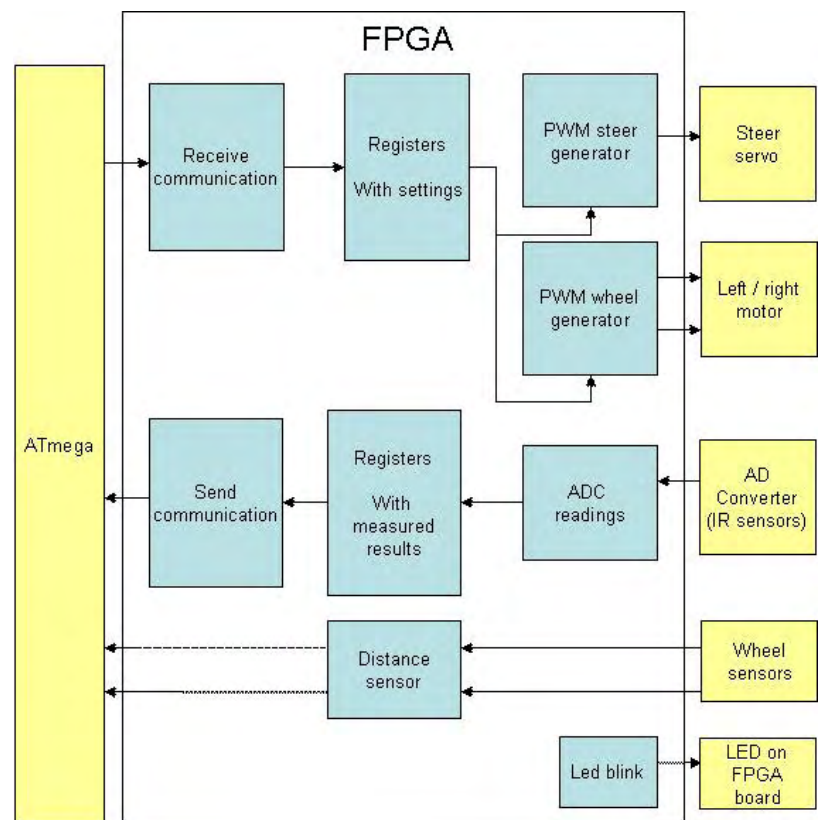 FPGA
ATmega
Receive
communication
Registers
With settings
PWM steer
generator
Steer
servo
PWM wheel
generator
Left / right
motor
Send
communication
Registers
With
measured
results
ADC
readings
AD
Converter
(IR sensors)
Distance
sensor
Wheel
sensors
Led blink
LED on
FPGA
board